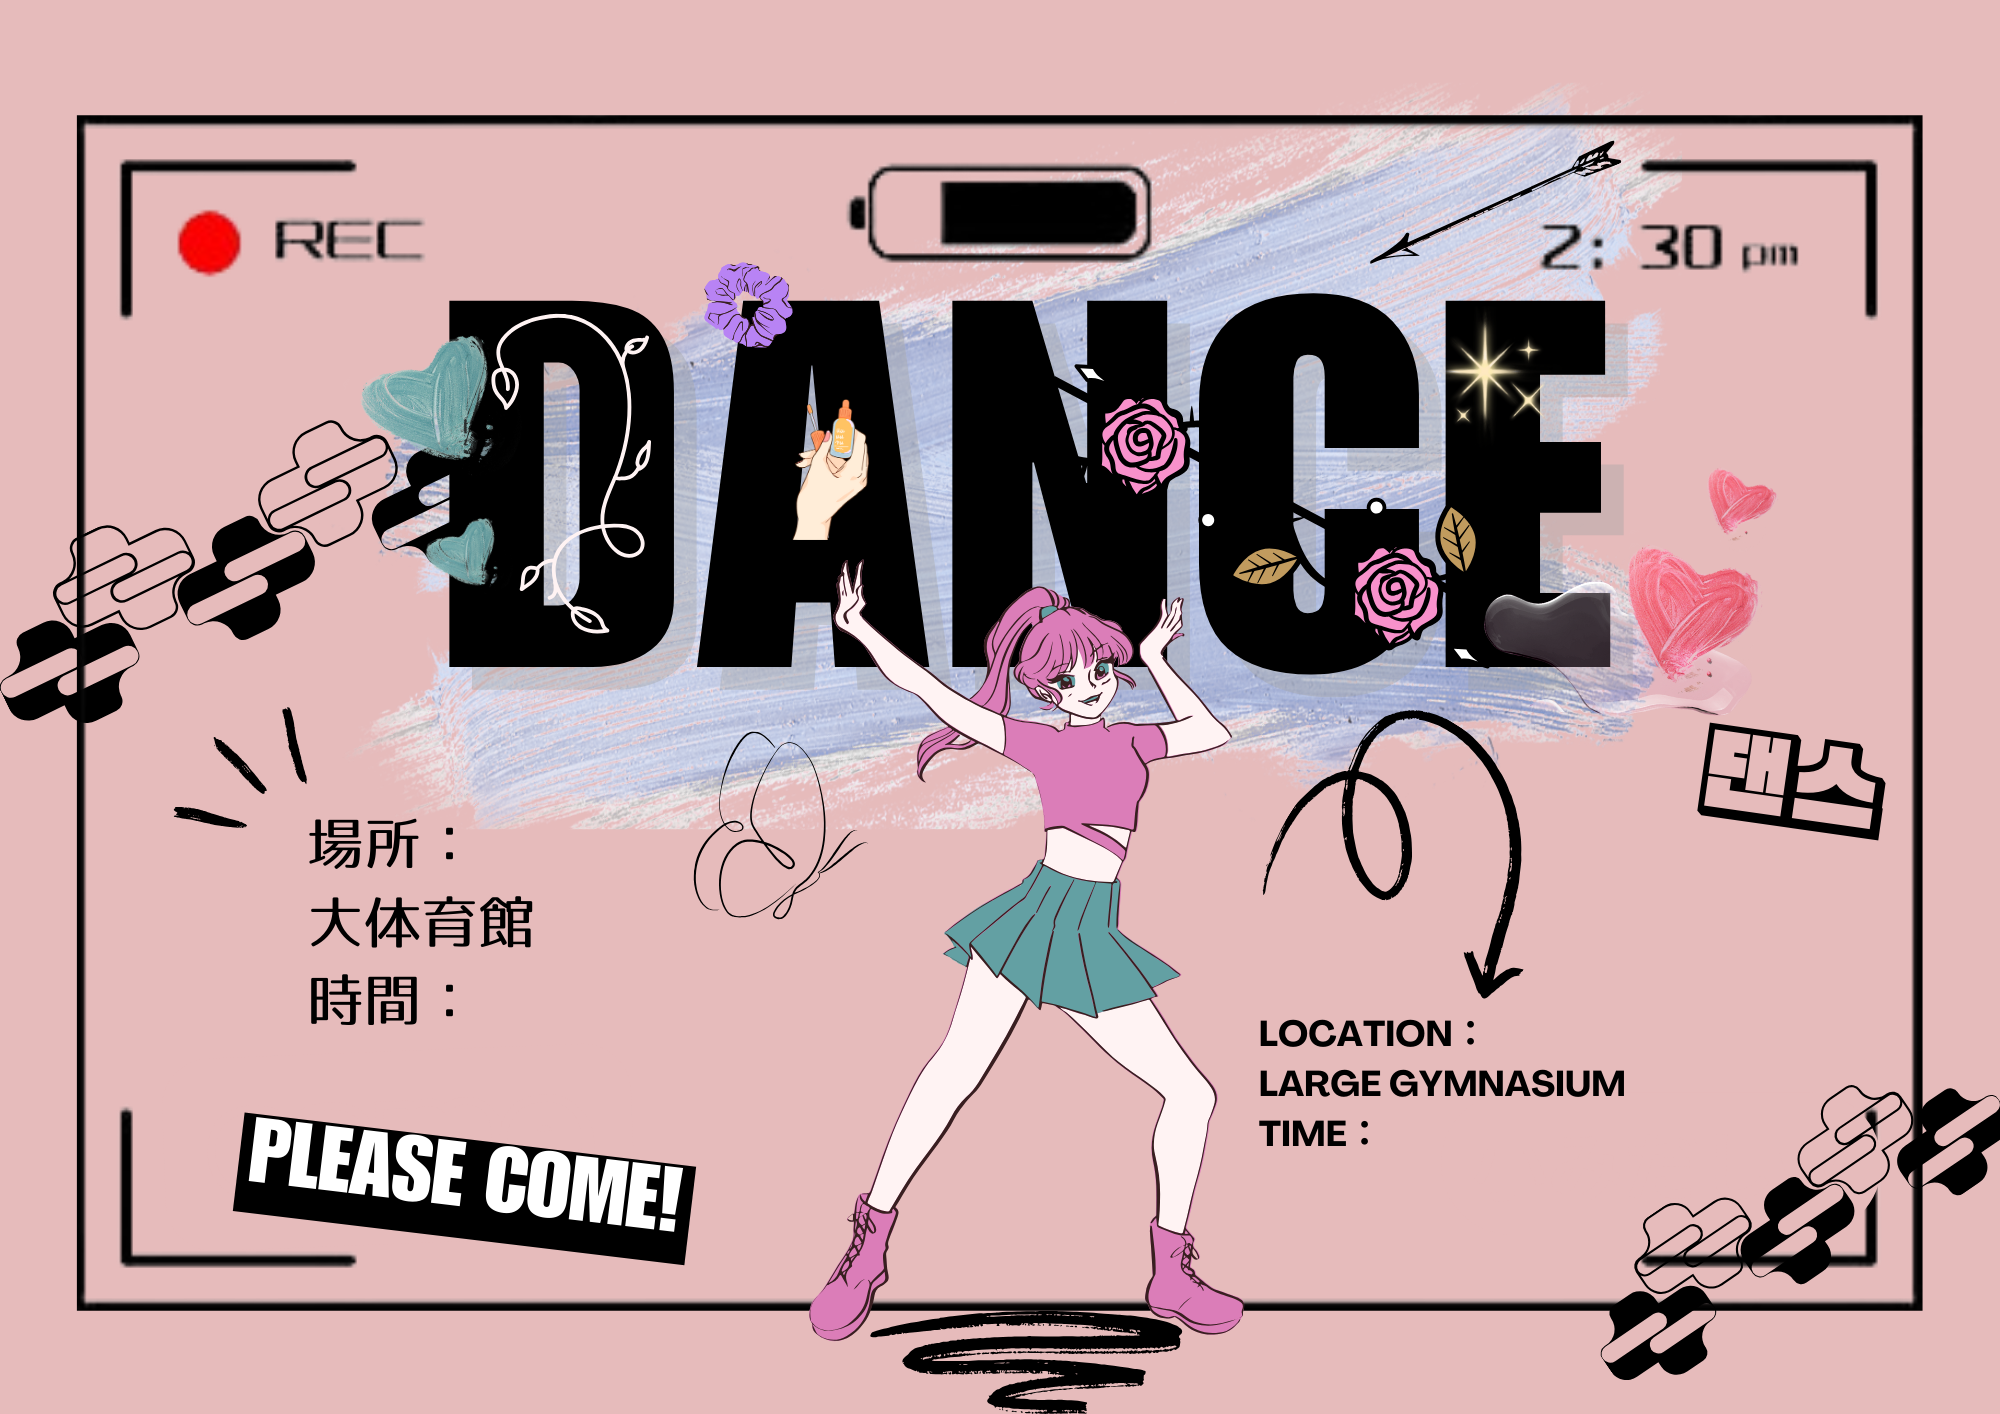 REC
2: 30 pm
DANCE
댄스
場所：
大体育館
時間：
LOCATION：
LARGE GYMNASIUM
TIME：
PLEASE COME!